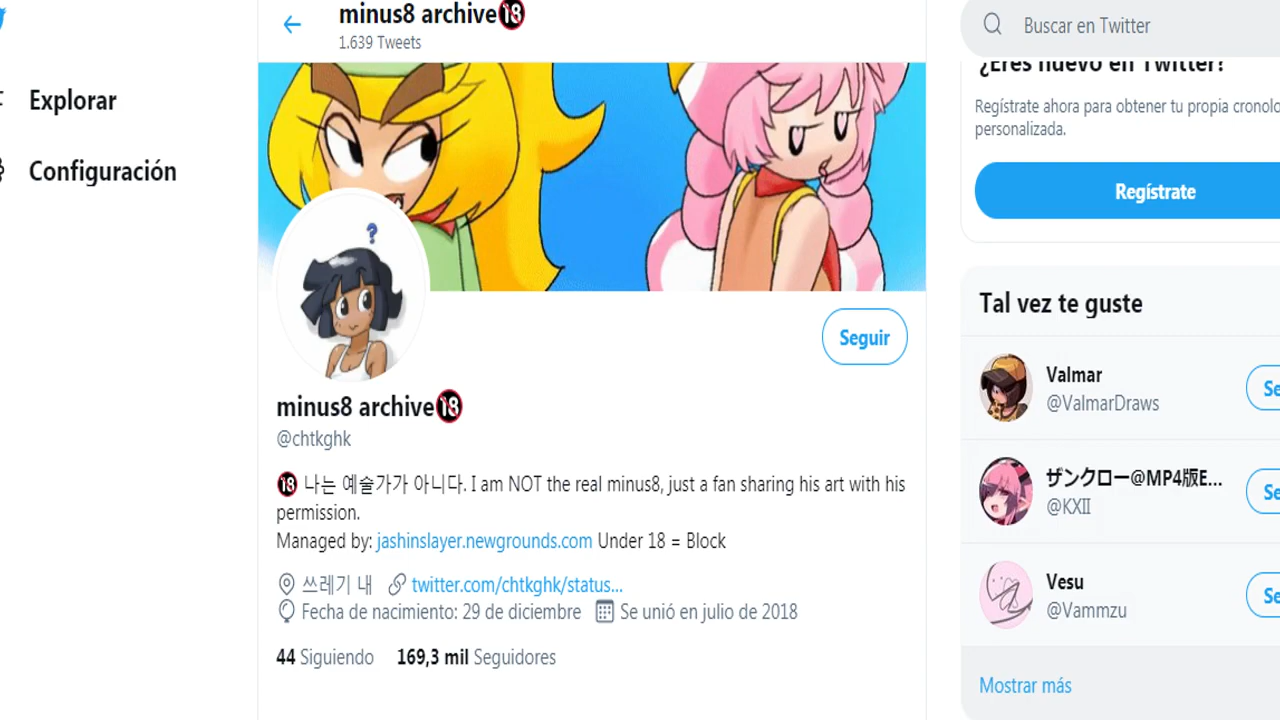 minus8 archive🔞
1.639 Tweets
Buscar en Twitter
Explorar
Configuración
¿Eres nuevo en Twitter?
Regístrate ahora para obtener tu propia cronolo
personalizada.
Regístrate
?
Seguir
minus8 archive🔞
@chtkghk
🔞 나는 예술가가 아니다. I am NOT the real minus8, just a fan sharing his art with his
permission.
Managed by: jashinslayer.newgrounds.com Under 18 = Block
쓰레기 내 twitter.com/chtkghk/status...
Fecha de nacimiento: 29 de diciembre Se unió en julio de 2018
44 Siguiendo 169,3 mil Seguidores
Tal vez te guste
Valmar
@ValmarDraws
Se
ザンクロー@MP4版E...
@KXII
Se
Vesu
@Vammzu
Se
Mostrar más